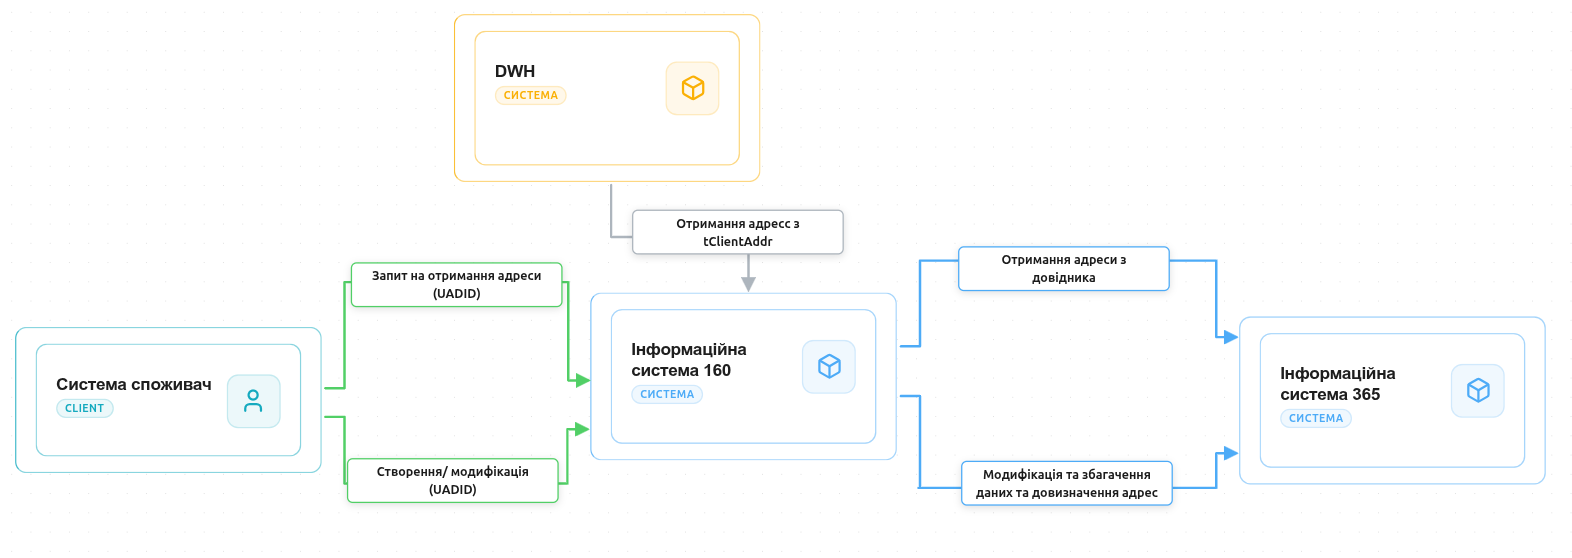 DWH
СИСТЕМА
Отримання адресс з
tClientAddr
Запит на отримання адреси
(UADID)
Отримання адреси з
довідника
Система споживач
CLIENT
Інформаційна
система 160
СИСТЕМА
Інформаційна
система 365
СИСТЕМА
Створення/ модифікація
(UADID)
Модифікація та збагачення
даних та довизначення адрес